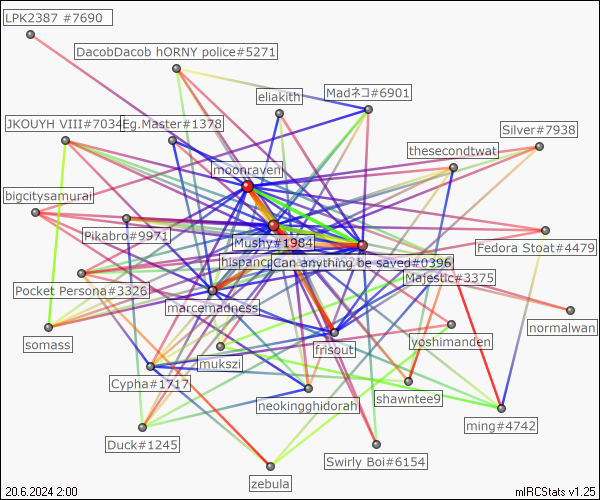 LPK2387 #7690
DacobDacob hORNY police#5271
eliakith
Madネコ#6901
JKOUYH VIII#7034
Eg.Master#1378
Silver#7938
thesecondtwat
moonraven
bigcitysamurai
Pikabro#9971
Mushy#1984
Fedora Stoat#4479
Can anything be saved#0396
Majestic#3375
Pocket Persona#3326
marcemadness
normalwan
somass
mukszi
frisout
yoshimanden
Cypha#1717
neokingghidorah
shawntee9
ming#4742
Duck#1245
Swirly Boi#6154
zebula
20.6.2024 2:00
mIRCStats v1.25